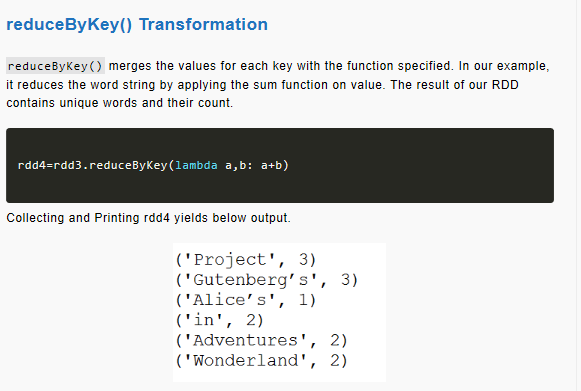 reduceByKey() Transformation
reduceByKey() merges the values for each key with the function specified. In our example,
it reduces the word string by applying the sum function on value. The result of our RDD
contains unique words and their count.
rdd4=rdd3.reduceByKey(lambda a,b: a+b)
Collecting and Printing rdd4 yields below output.
('Project', 3)
('Gutenberg’s', 3)
('Alice’s', 1)
('in', 2)
('Adventures', 2)
('Wonderland', 2)